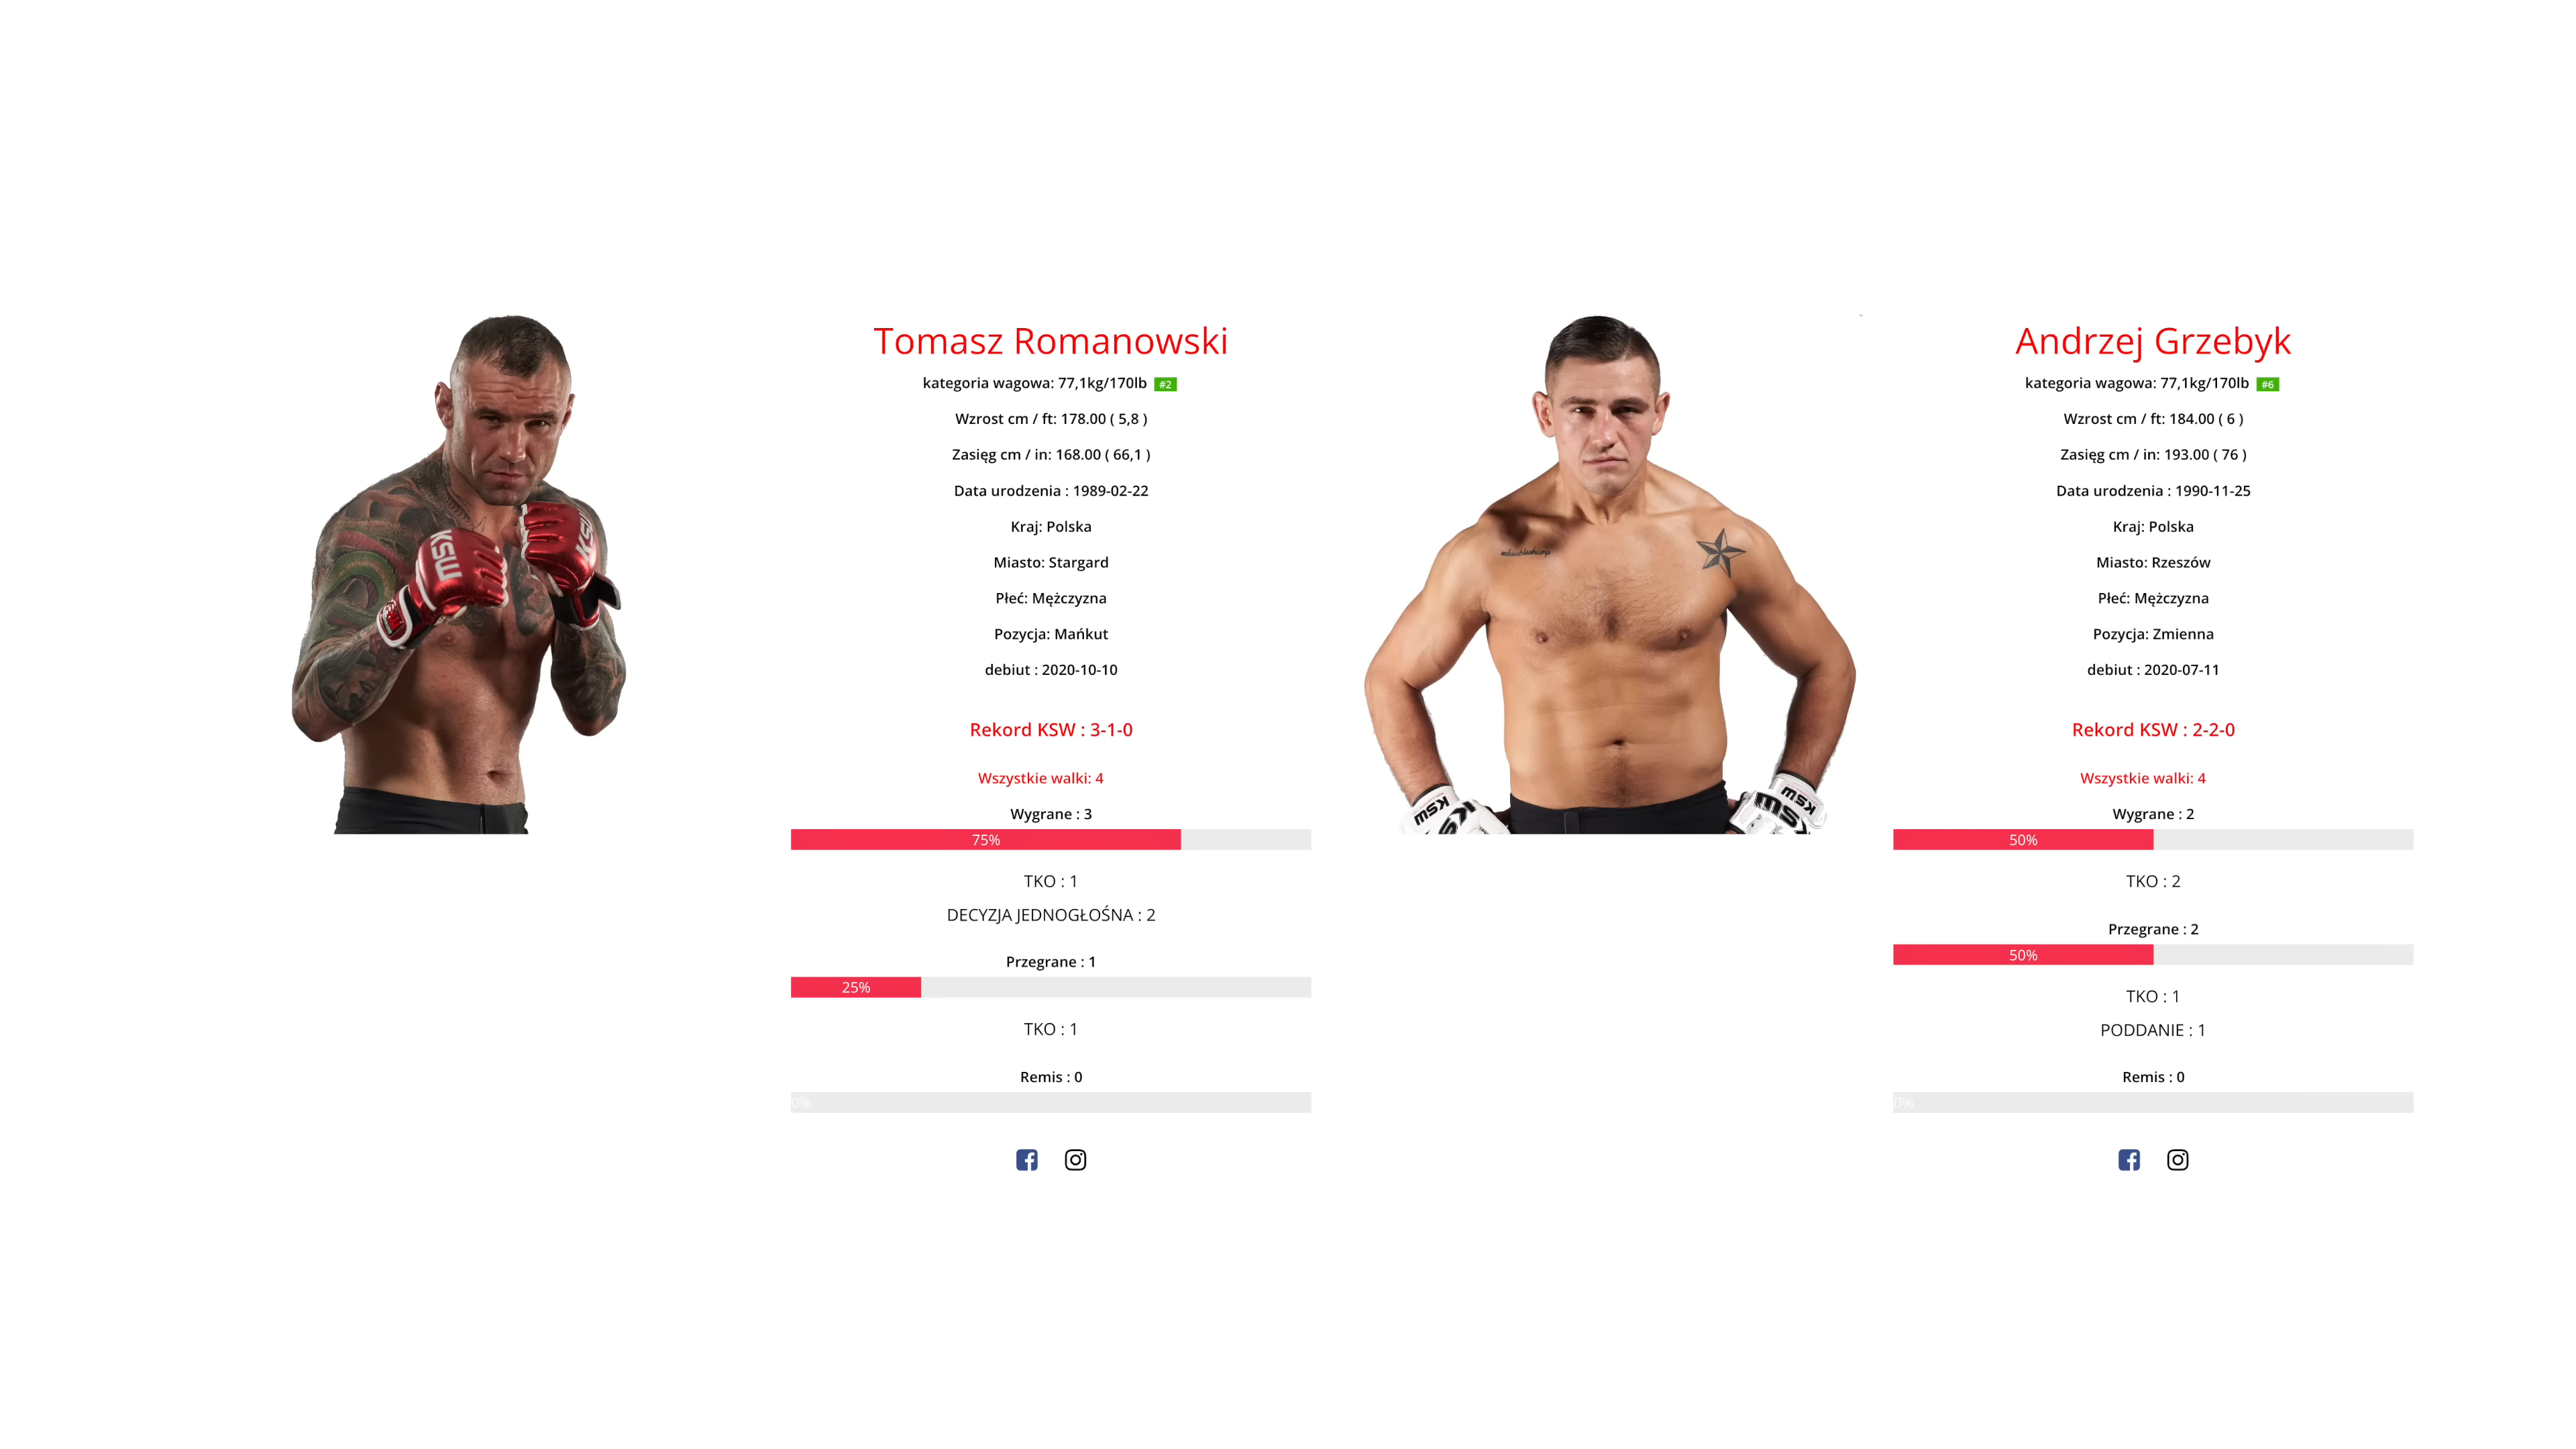 Tomasz Romanowski
kategoria wagowa: 77,1kg/170lb #2
Wzrost cm / ft: 178.00 ( 5,8 )
Zasięg cm / in: 168.00 ( 66,1 )
Data urodzenia : 1989-02-22
Kraj: Polska
Miasto: Stargard
Płeć: Mężczyzna
Pozycja: Mańkut
debiut : 2020-10-10
Rekord KSW : 3-1-0
Wszystkie walki: 4
Wygrane : 3
75%
TKO : 1
DECYZJA JEDNOGŁOŚNA : 2
Przegrane : 1
25%
TKO : 1
Remis : 0
0%
KSW
KSW
Andrzej Grzebyk
kategoria wagowa: 77,1kg/170lb #6
Wzrost cm / ft: 184.00 ( 6 )
Zasięg cm / in: 193.00 ( 76 )
Data urodzenia : 1990-11-25
Kraj: Polska
Miasto: Rzeszów
Płeć: Mężczyzna
Pozycja: Zmienna
debiut : 2020-07-11
Rekord KSW : 2-2-0
Wszystkie walki: 4
Wygrane : 2
50%
TKO : 2
Przegrane : 2
50%
TKO : 1
PODDANIE : 1
Remis : 0
0%
KSW
KSW